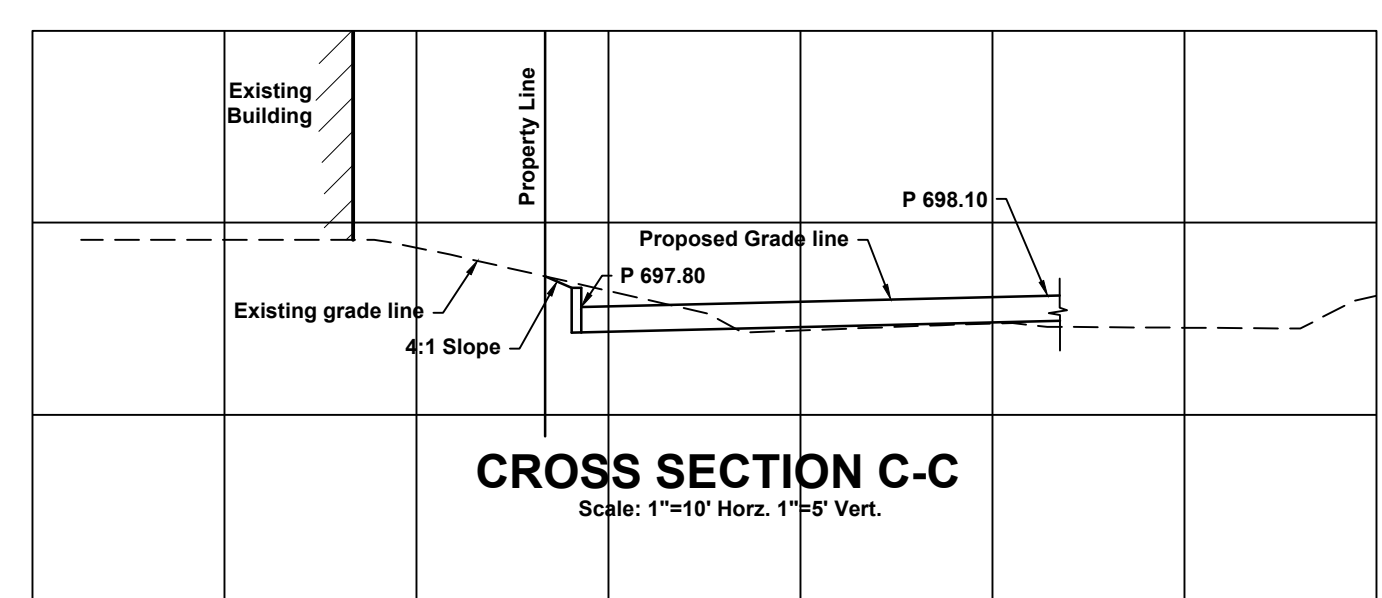 Existing
Building
Property Line
P 698.10
Proposed Grade line
P 697.80
Existing grade line
4:1 Slope
CROSS SECTION C-C
Scale: 1"=10' Horz. 1"=5' Vert.